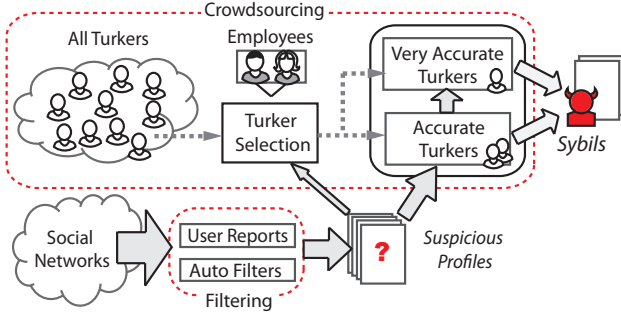 Crowdsourcing
All Turkers
Employees
Very Accurate
Turkers
Turker
Selection
Accurate
Turkers
Sybils
Social
Networks
User Reports
Auto Filters
Filtering
?
Suspicious
Profiles